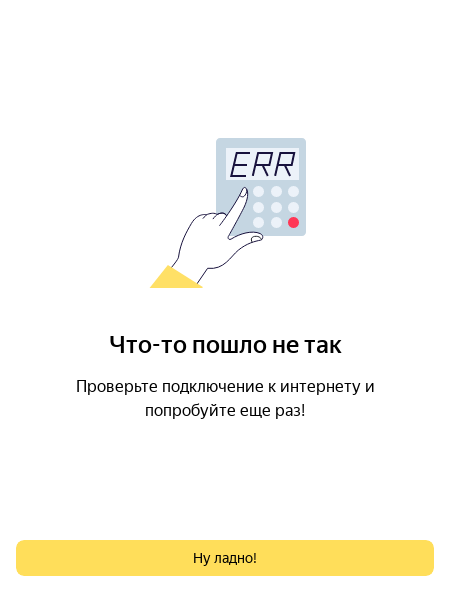 ERR
Что-то пошло не так
Проверьте подключение к интернету и
попробуйте еще раз!
Ну ладно!